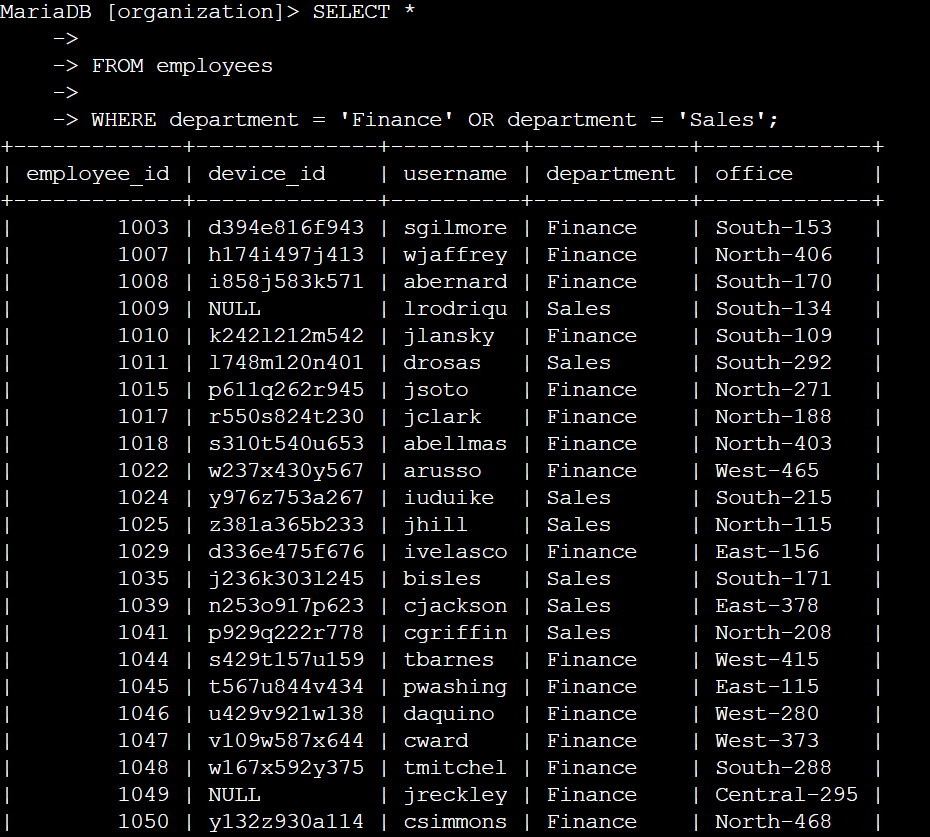 MariaDB [organization]> SELECT *
    ->
    -> FROM employees
    ->
    -> WHERE department = 'Finance' OR department = 'Sales';
+-------------+--------------+----------+------------+-------------+
| employee_id | device_id    | username | department | office      |
+-------------+--------------+----------+------------+-------------+
|        1003 | d394e816f943 | sgilmore | Finance    | South-153   |
|        1007 | h174i497j413 | wjaffrey | Finance    | North-406   |
|        1008 | i858j583k571 | abernard | Finance    | South-170   |
|        1009 | NULL         | lrodriqu | Sales      | South-134   |
|        1010 | k242l212m542 | jlansky  | Finance    | South-109   |
|        1011 | l748m120n401 | drosas   | Sales      | South-292   |
|        1015 | p611q262r945 | jsoto    | Finance    | North-271   |
|        1017 | r550s824t230 | jclark   | Finance    | North-188   |
|        1018 | s310t540u653 | abellmas | Finance    | North-403   |
|        1022 | w237x430y567 | arusso   | Finance    | West-465    |
|        1024 | y976z753a267 | iuduike  | Sales      | South-215   |
|        1025 | z381a365b233 | jhill    | Sales      | North-115   |
|        1029 | d336e475f676 | ivelasco | Finance    | East-156    |
|        1035 | j236k303l245 | bisles   | Sales      | South-171   |
|        1039 | n253o917p623 | cjackson | Sales      | East-378    |
|        1041 | p929q222r778 | cgriffin | Sales      | North-208   |
|        1044 | s429t157u159 | tbarnes  | Finance    | West-415    |
|        1045 | t567u844v434 | pwashing | Finance    | East-115    |
|        1046 | u429v921w138 | daquino  | Finance    | West-280    |
|        1047 | v109w587x644 | cward    | Finance    | West-373    |
|        1048 | w167x592y375 | tmitchel | Finance    | South-288   |
|        1049 | NULL         | jreckley | Finance    | Central-295 |
|        1050 | y132z930a114 | csimmons | Finance    | North-468   |